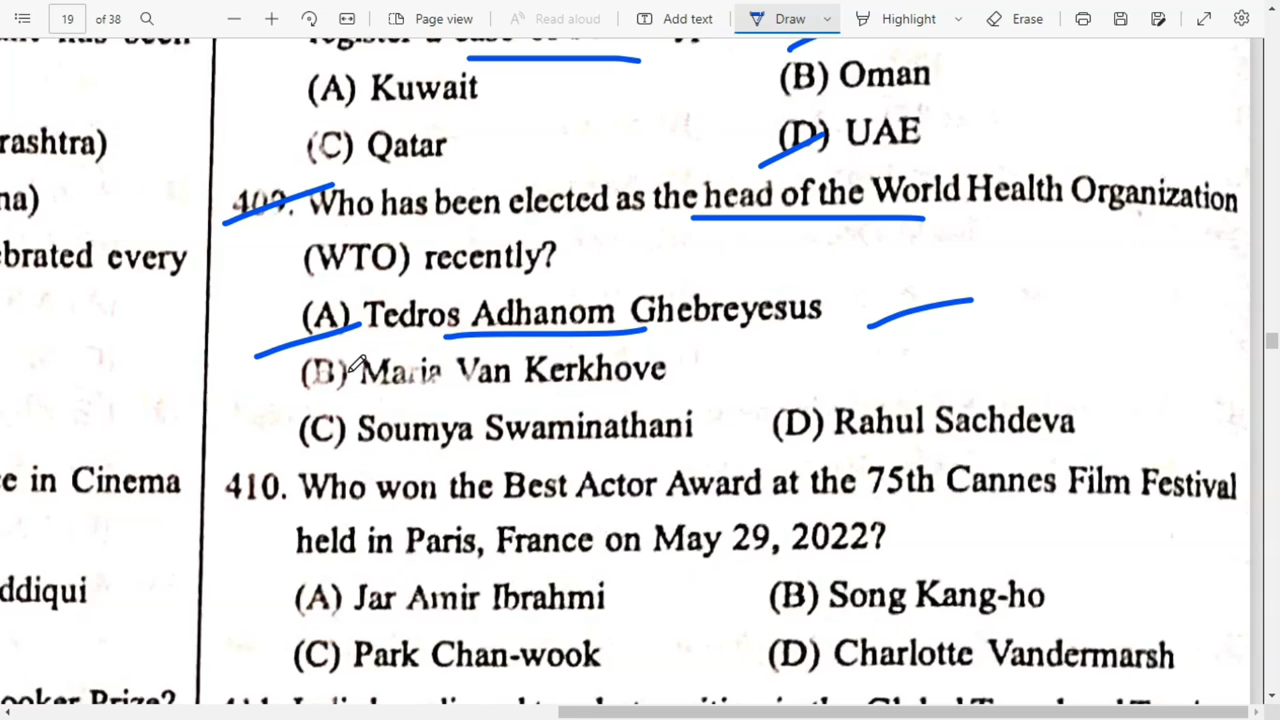 19 of 38
Page view
Read aloud
Add text
Draw
Highlight
Erase
rashtra)
na)
brated every
e in Cinema
ddiqui
(A) Kuwait (B) Oman
(C) Qatar (D) UAE
409. Who has been elected as the head of the World Health Organization
(WTO) recently?
(A) Tedros Adhanom Ghebreyesus
(B) Maria Van Kerkhove
(C) Soumya Swaminathani (D) Rahul Sachdeva
410. Who won the Best Actor Award at the 75th Cannes Film Festival
held in Paris, France on May 29, 2022?
(A) Jar Amir Ibrahmi (B) Song Kang-ho
(C) Park Chan-wook (D) Charlotte Vandermarsh